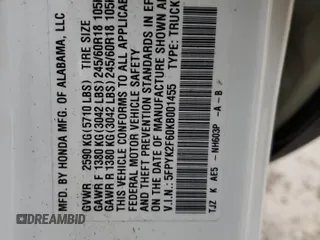 MFD. BY HONDA MFG. OF ALABAMA, LLC
GVWR 2590 KG(5710 LBS) TIRE SIZE
GAWR F 1380 KG(3042 LBS) 245/60R18 105H
GAWR R 1380 KG(3042 LBS) 245/60R18 105H
THIS VEHICLE CONFORMS TO ALL APPLICABLE
FEDERAL MOTOR VEHICLE SAFETY
AND THEFT PREVENTION STANDARDS IN EF
ON THE DATE OF MANUFACTURE SHOWN
V.I.N.: 5FPYK2F60KB001455 TYPE: TRUCK
TJZ K AE5 - NH603P -A - B
DREAMBID